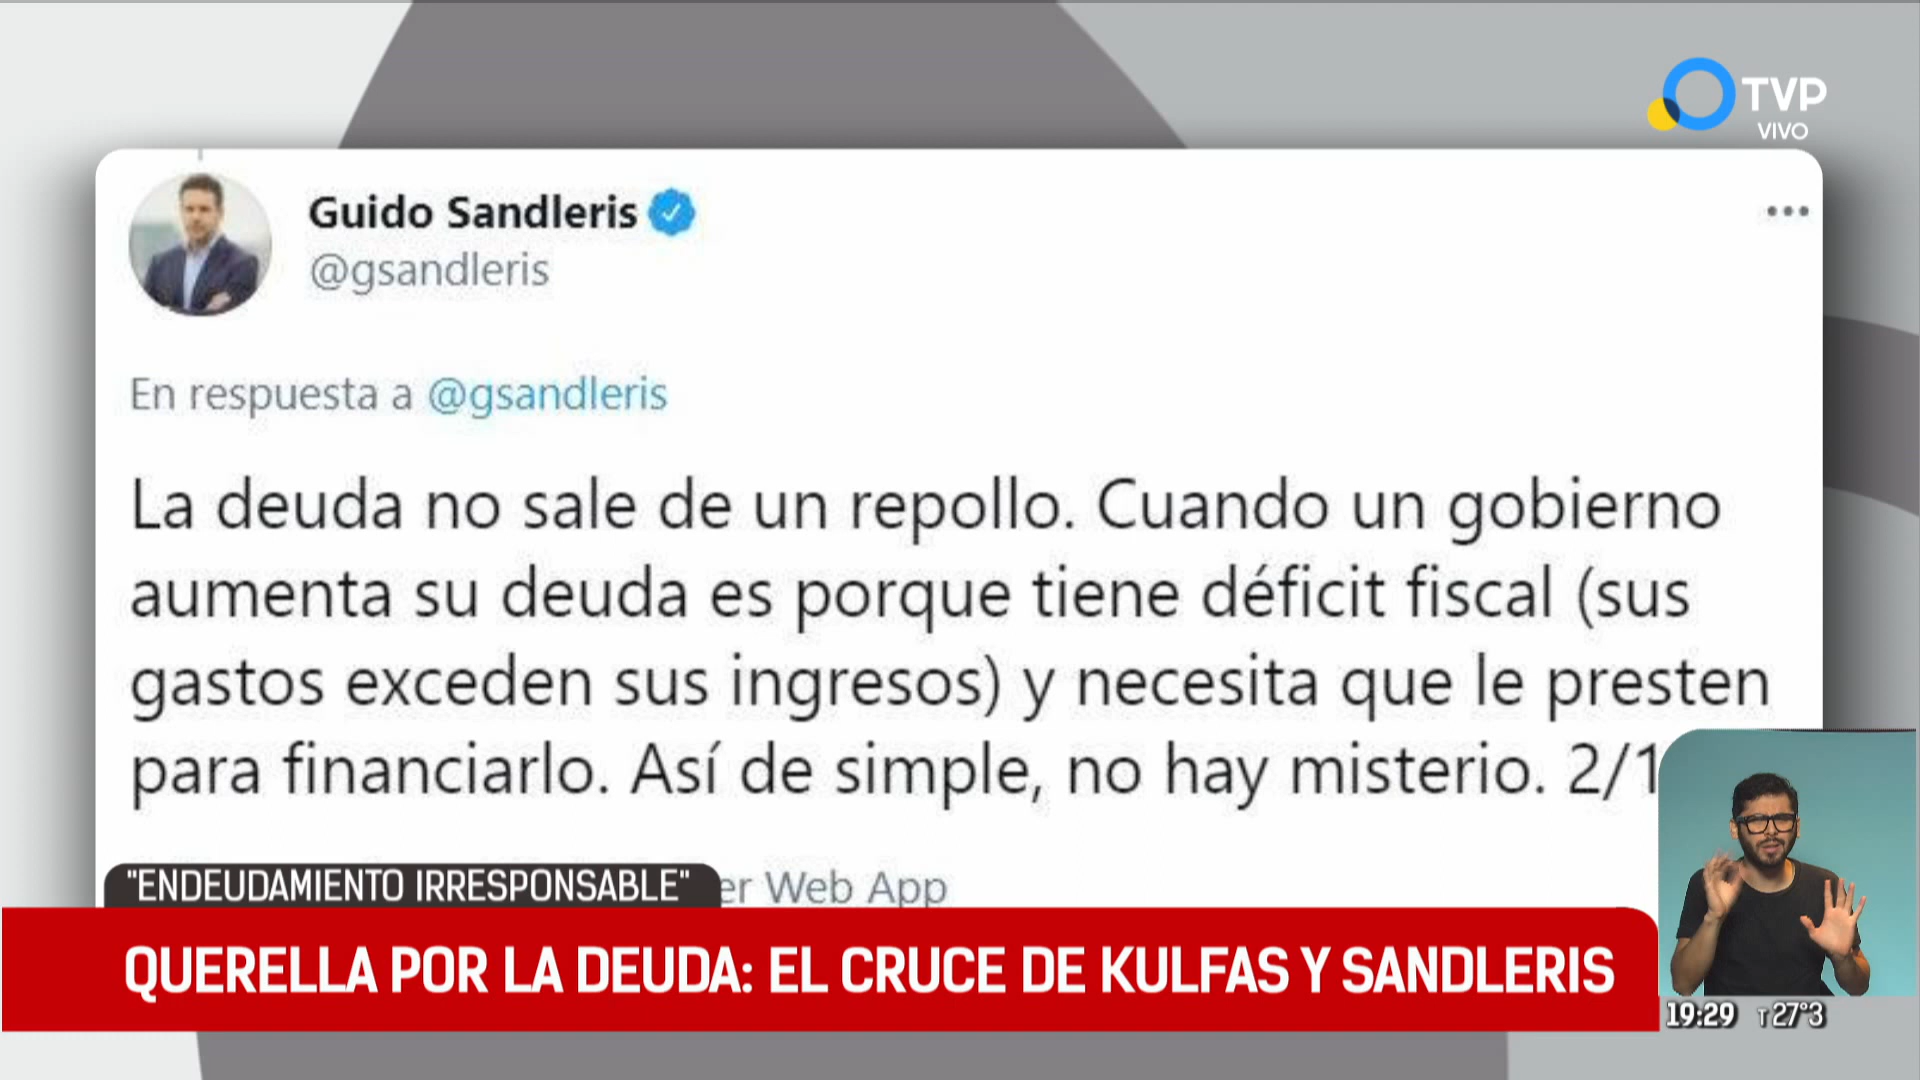 TVP
VIVO
Guido Sandleris
@gsandleris
En respuesta a @gsandleris
La deuda no sale de un repollo. Cuando un gobierno
aumenta su deuda es porque tiene déficit fiscal (sus
gastos exceden sus ingresos) y necesita que le presten
para financiarlo. Así de simple, no hay misterio. 2/1
er Web App
"ENDEUDAMIENTO IRRESPONSABLE"
QUERELLA POR LA DEUDA: EL CRUCE DE KULFAS Y SANDLERIS
19:29 T 27°3